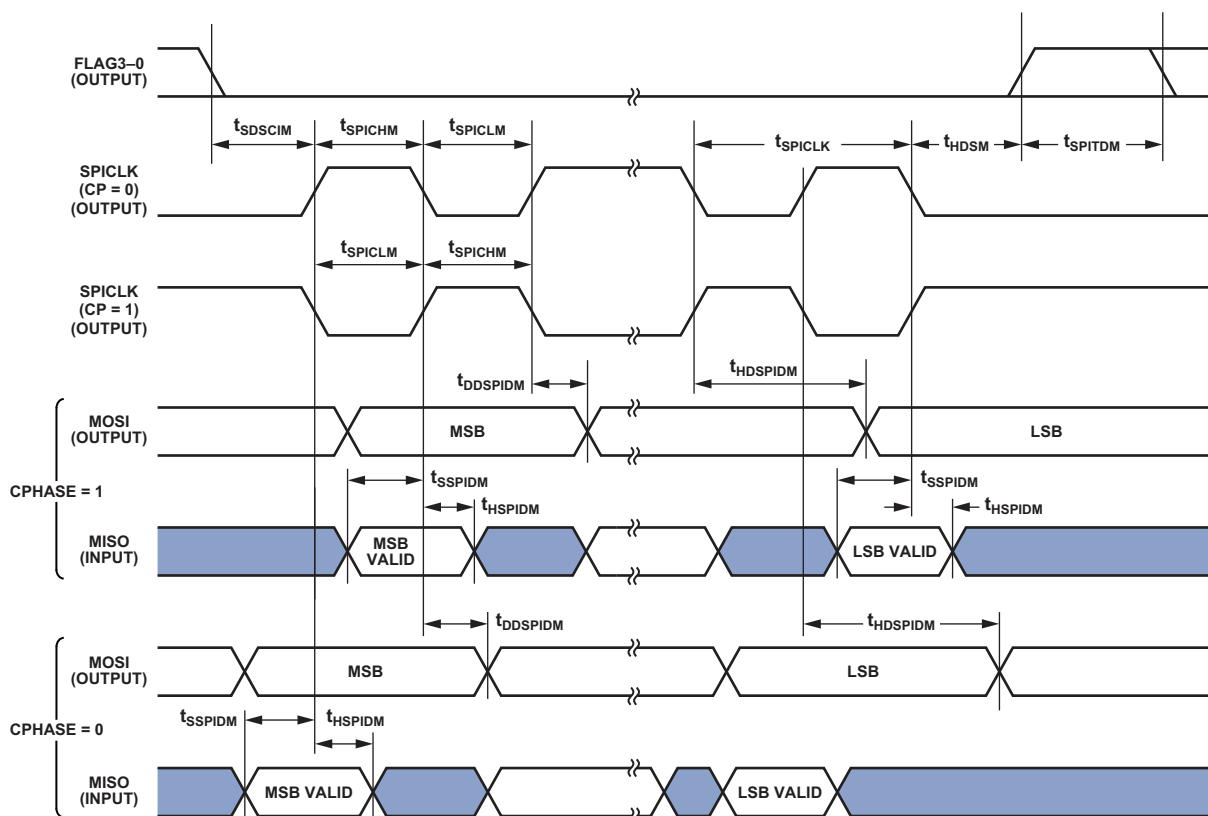 FLAG3–0
(OUTPUT)
tSDSCIM
tSPICHM
tSPICLM
tSPICLK
tHDSM
tSPITDM
SPICLK
(CP = 0)
(OUTPUT)
tSPICLM
tSPICHM
SPICLK
(CP = 1)
(OUTPUT)
tDDSPIDM
tHDSPIDM
MOSI
(OUTPUT)
MSB
LSB
CPHASE = 1
tSSPIDM
tHSPIDM
tSSPIDM
tHSPIDM
MISO
(INPUT)
MSB
VALID
LSB VALID
tDDSPIDM
tHDSPIDM
MOSI
(OUTPUT)
MSB
LSB
CPHASE = 0
tSSPIDM
tHSPIDM
MISO
(INPUT)
MSB VALID
LSB VALID